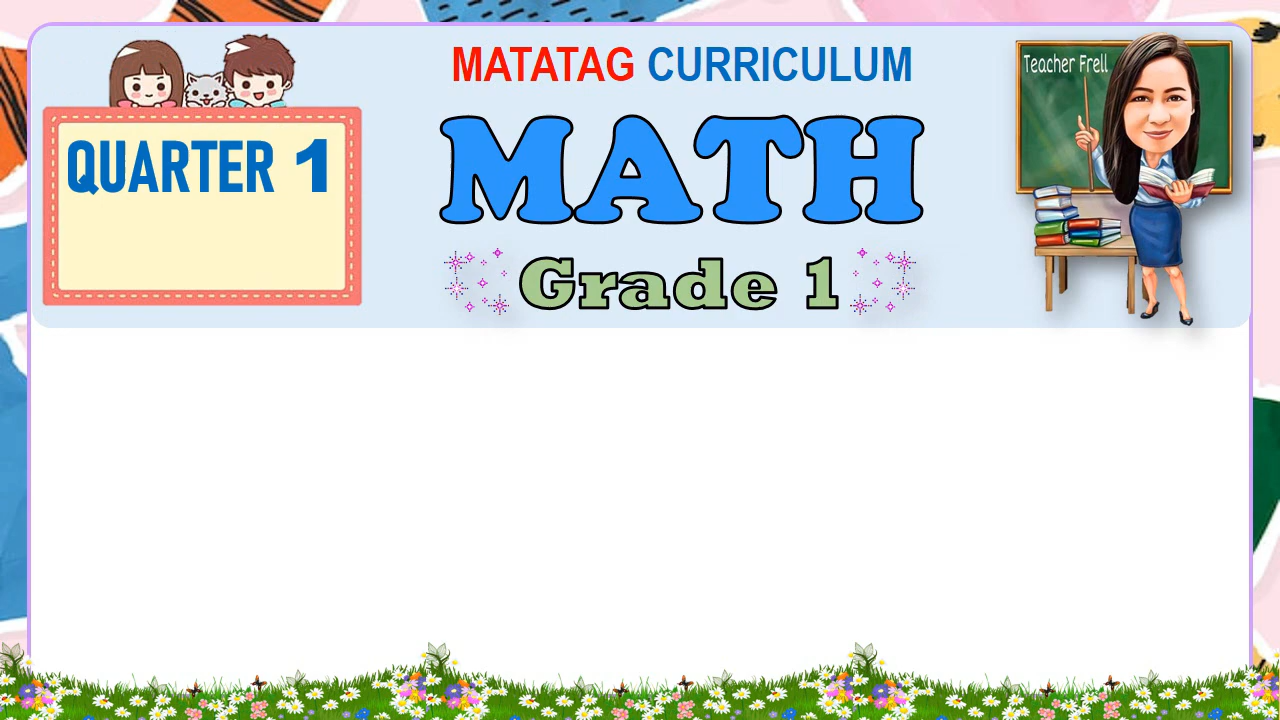 MATATAG CURRICULUM
Teacher Frell
QUARTER 1
MATH
Grade 1